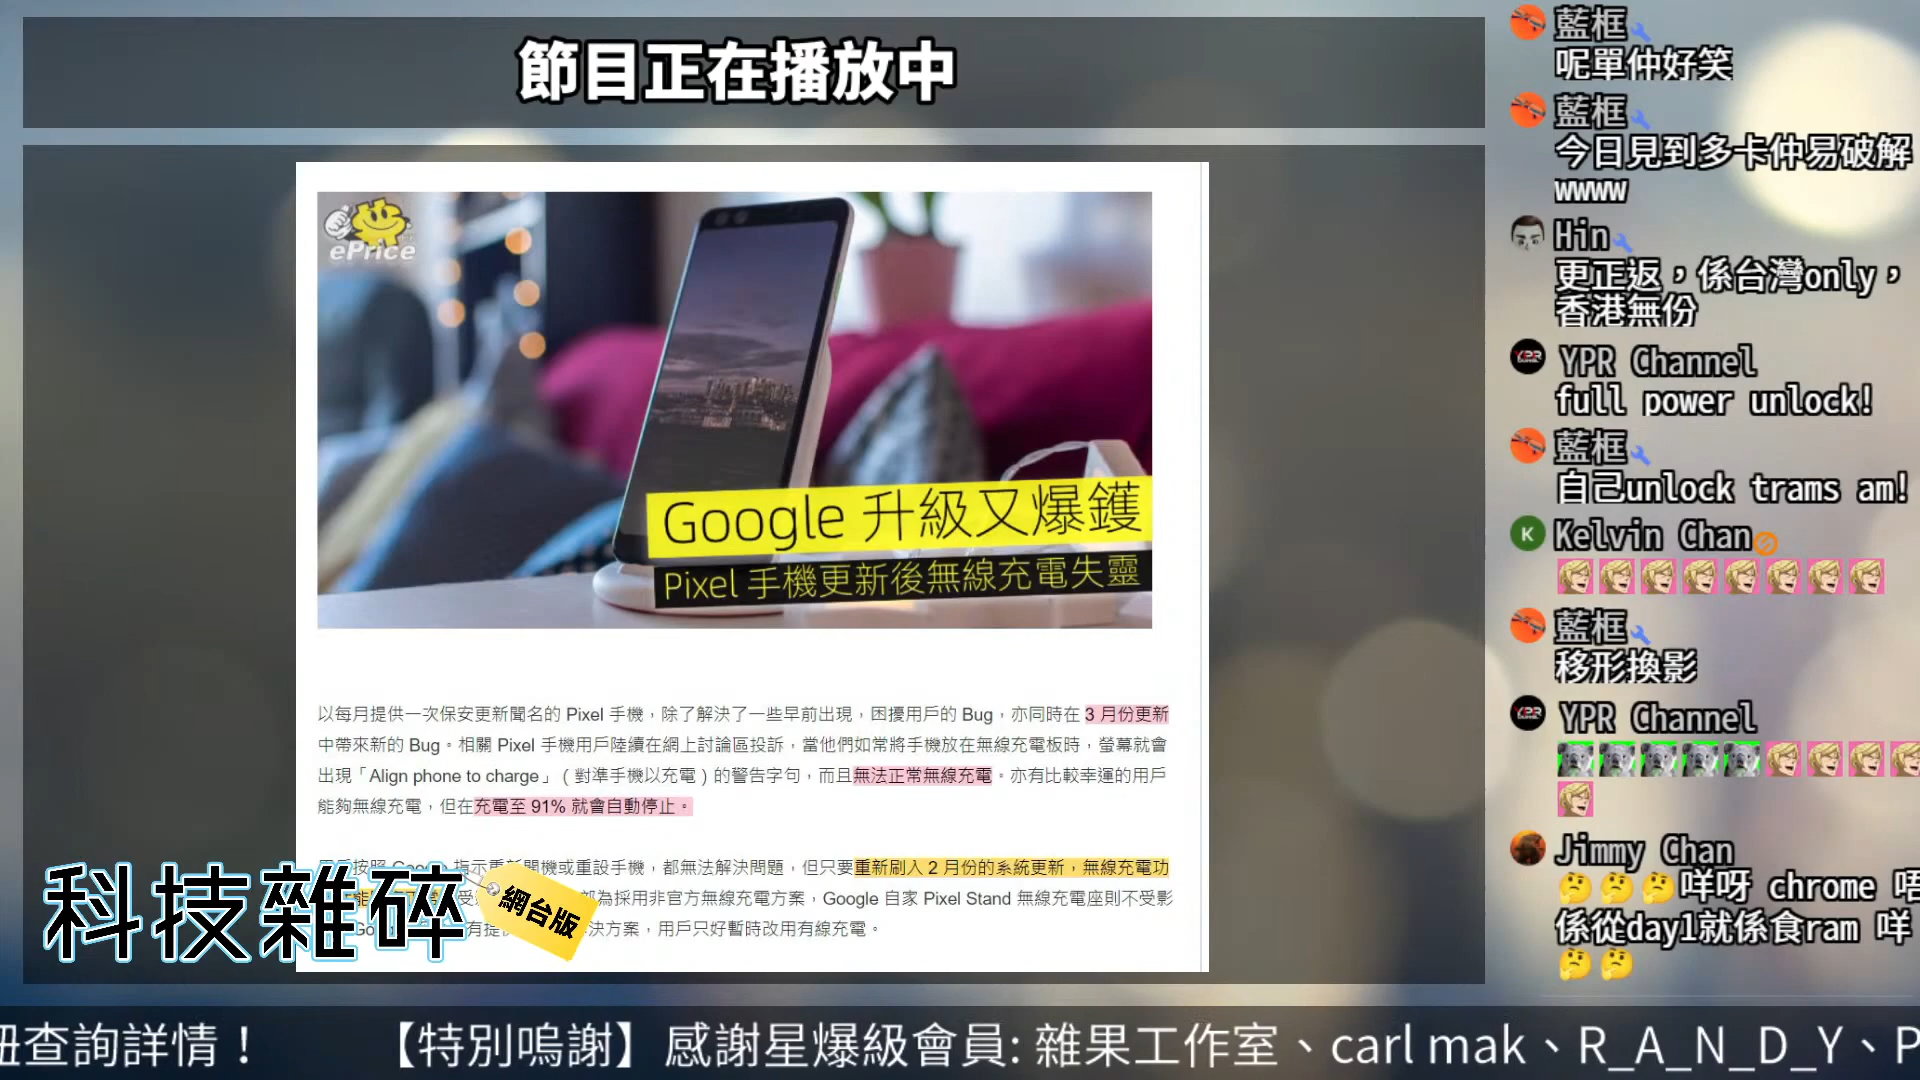 節目正在播放中
ePrice
Google 升級又爆鑊
Pixel 手機更新後無線充電失靈
以每月提供一次保安更新聞名的 Pixel 手機，除了解決了一些早前出現，困擾用戶的 Bug，亦同時在 3 月份更新
中帶來新的 Bug。相關 Pixel 手機用戶陸續在網上討論區投訴，當他們如常將手機放在無線充電板時，螢幕就會
出現「Align phone to charge」（對準手機以充電）的警告字句，而且無法正常無線充電。亦有比較幸運的用戶
能夠無線充電，但在充電至 91% 就會自動停止。
按照 Google 指示重新開機或重設手機，都無法解決問題，但只要重新刷入 2 月份的系統更新，無線充電功
能 受 部為採用非官方無線充電方案，Google 自家 Pixel Stand 無線充電座則不受影
Go 有提 決方案，用戶只好暫時改用有線充電。
科技雜碎
網台版
藍框
呢單仲好笑
藍框
今日見到多卡仲易破解
wwww
Hin
更正返，係台灣only，
香港無份
YPR Channel
full power unlock!
藍框
自己unlock trams am!
K Kelvin Chan
藍框
移形換影
YPR Channel
Jimmy Chan
🤔🤔🤔咩呀 chrome 唔
係從day1就係食ram 咩
🤔🤔
查詢詳情！ 【特別鳴謝】感謝星爆級會員: 雜果工作室、carl mak、R_A_N_D_Y、P